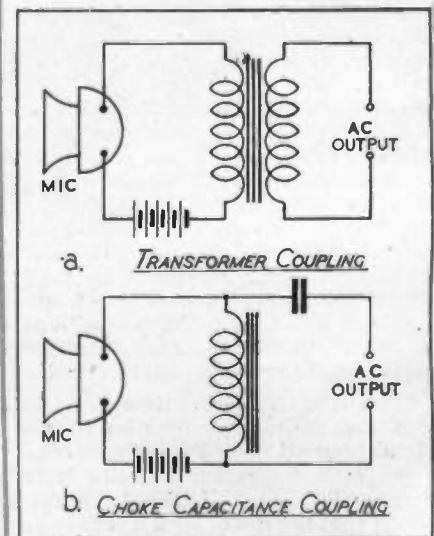 AC
OUTPUT
MIC
a. TRANSFORMER COUPLING
AC
OUTPUT
MIC
b. CHOKE CAPACITANCE COUPLING